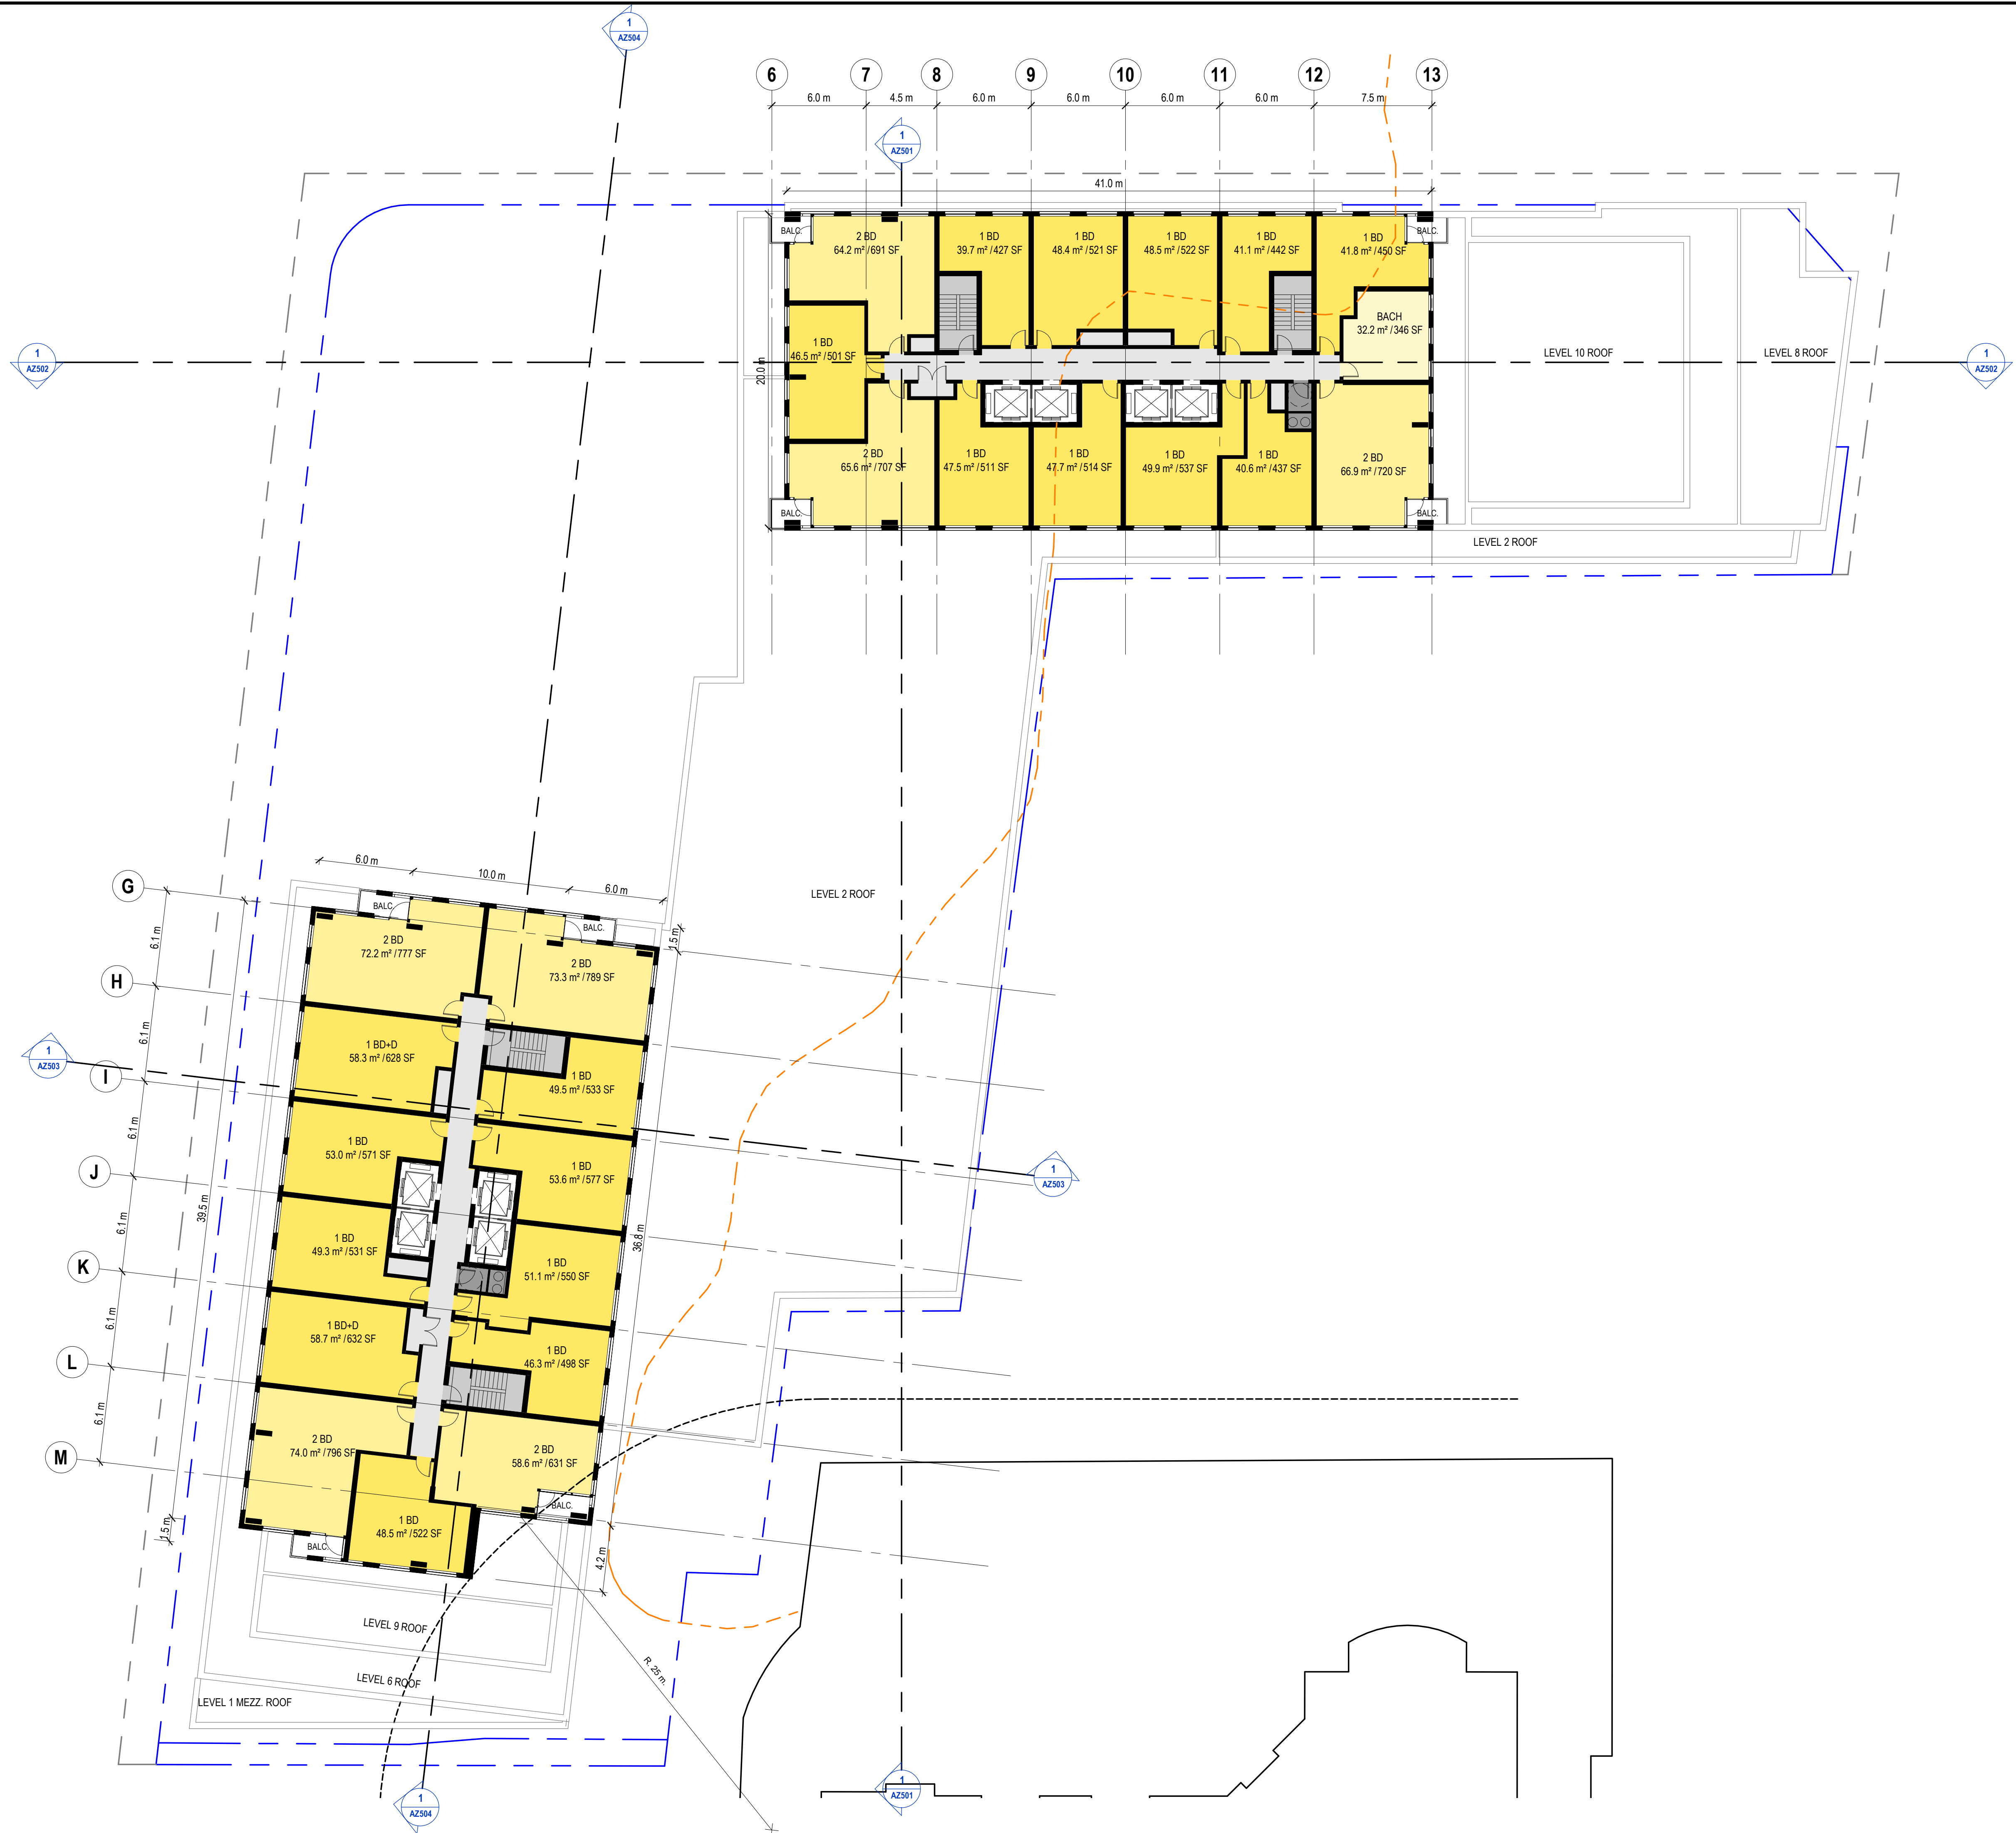 1
AZ504
6
7
8
9
10
11
12
13
6.0 m
4.5 m
6.0 m
6.0 m
6.0 m
6.0 m
7.5 m
1
AZ501
41.0 m
BALC.
2 BD
64.2 m² / 691 SF
1 BD
39.7 m² / 427 SF
1 BD
48.4 m² / 521 SF
1 BD
48.5 m² / 522 SF
1 BD
41.1 m² / 442 SF
1 BD
41.8 m² / 450 SF
BALC.
BACH
32.2 m² / 346 SF
1 BD
46.5 m² / 501 SF
20.0 m
1
AZ502
LEVEL 10 ROOF
LEVEL 8 ROOF
1
AZ502
2 BD
65.6 m² / 707 SF
1 BD
47.5 m² / 511 SF
1 BD
47.7 m² / 514 SF
1 BD
49.9 m² / 537 SF
1 BD
40.6 m² / 437 SF
2 BD
66.9 m² / 720 SF
BALC.
BALC.
LEVEL 2 ROOF
LEVEL 2 ROOF
6.0 m
10.0 m
6.0 m
G
H
I
J
K
L
M
6.1 m
6.1 m
6.1 m
6.1 m
6.1 m
6.1 m
39.5 m
1.5 m
1.5 m
36.8 m
4.2 m
BALC.
BALC.
2 BD
72.2 m² / 777 SF
2 BD
73.3 m² / 789 SF
1 BD+D
58.3 m² / 628 SF
1 BD
49.5 m² / 533 SF
1
AZ503
1
AZ503
1 BD
53.0 m² / 571 SF
1 BD
53.6 m² / 577 SF
1 BD
49.3 m² / 531 SF
1 BD
51.1 m² / 550 SF
1 BD+D
58.7 m² / 632 SF
1 BD
46.3 m² / 498 SF
2 BD
74.0 m² / 796 SF
2 BD
58.6 m² / 631 SF
BALC.
1 BD
48.5 m² / 522 SF
BALC.
LEVEL 9 ROOF
LEVEL 6 ROOF
LEVEL 1 MEZZ. ROOF
R. 25 m.
1
AZ504
1
AZ501